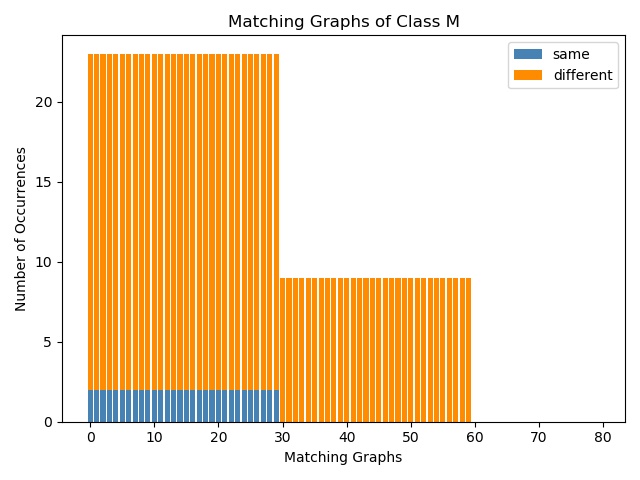 Matching Graphs of Class M
same
different
Number of Occurrences
20
15
10
5
0
0 10 20 30 40 50 60 70 80
Matching Graphs